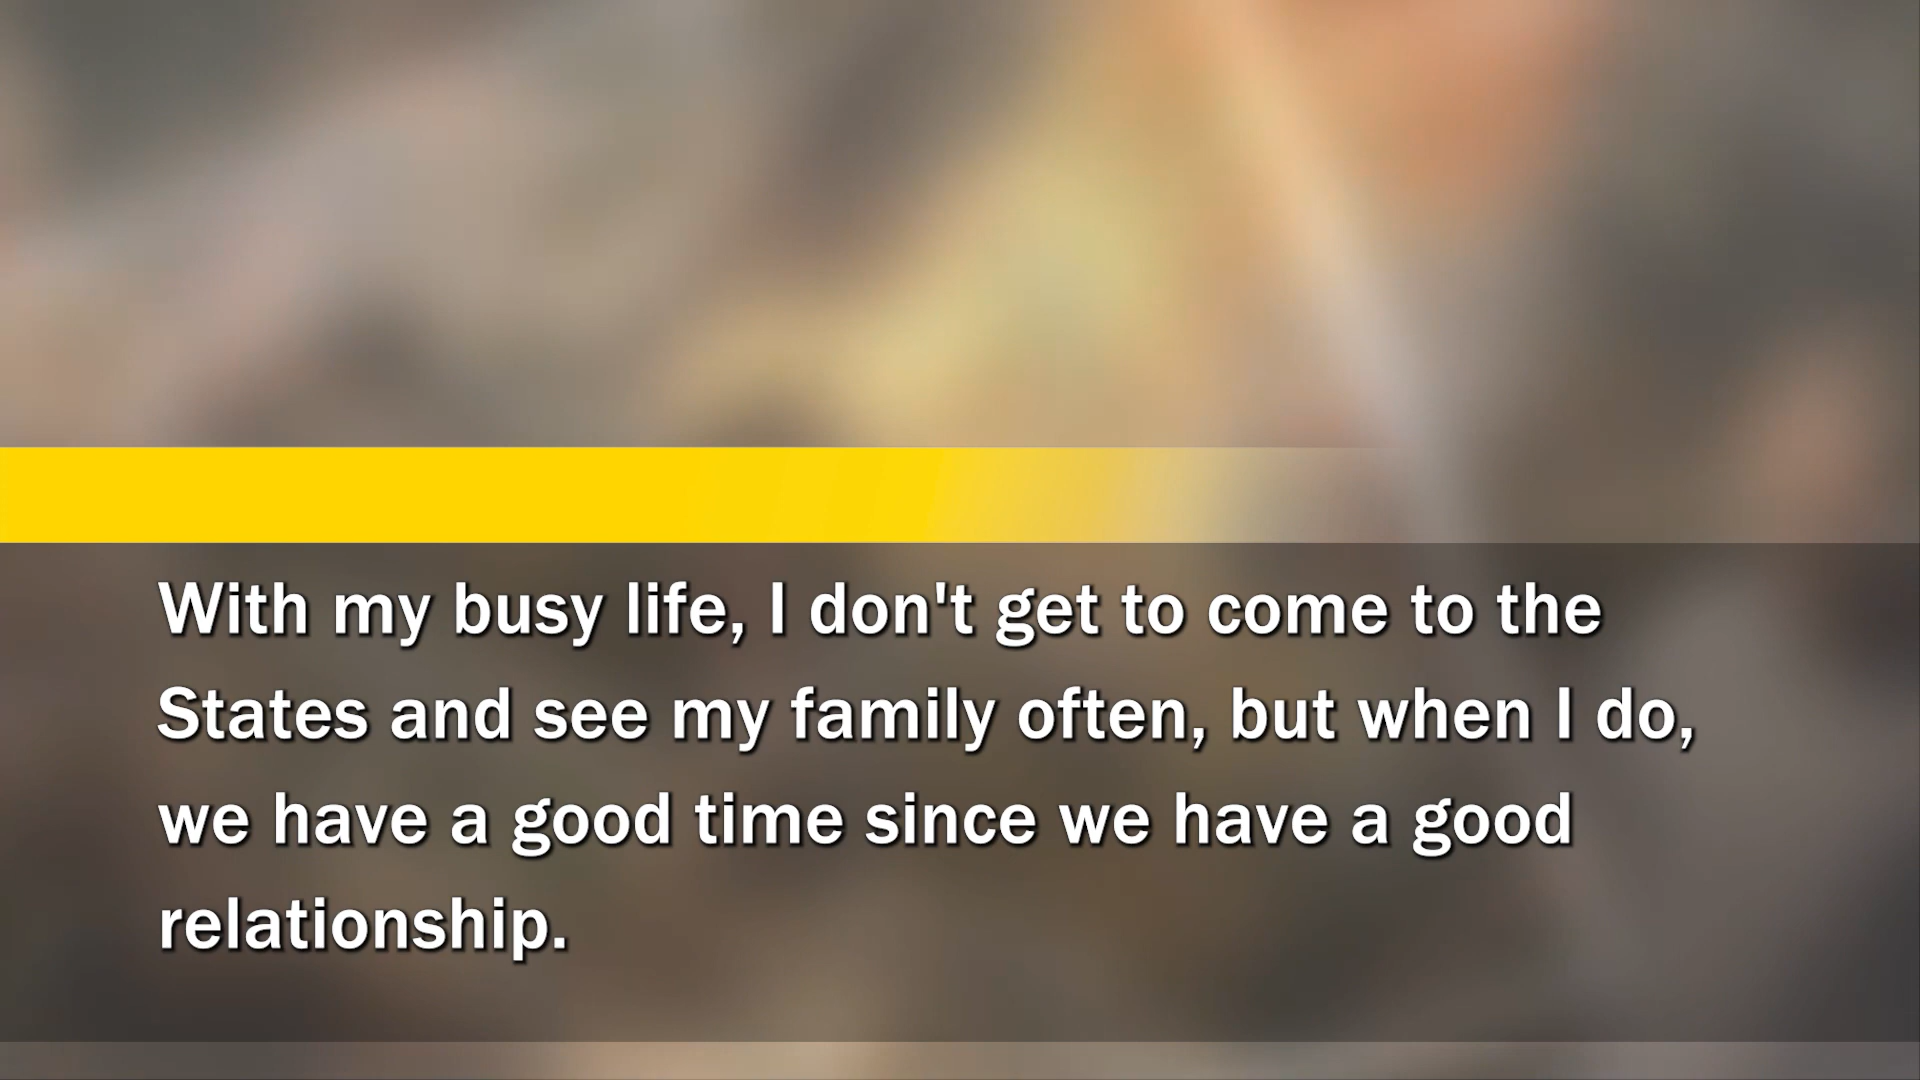 With my busy life, I don't get to come to the
States and see my family often, but when I do,
we have a good time since we have a good
relationship.